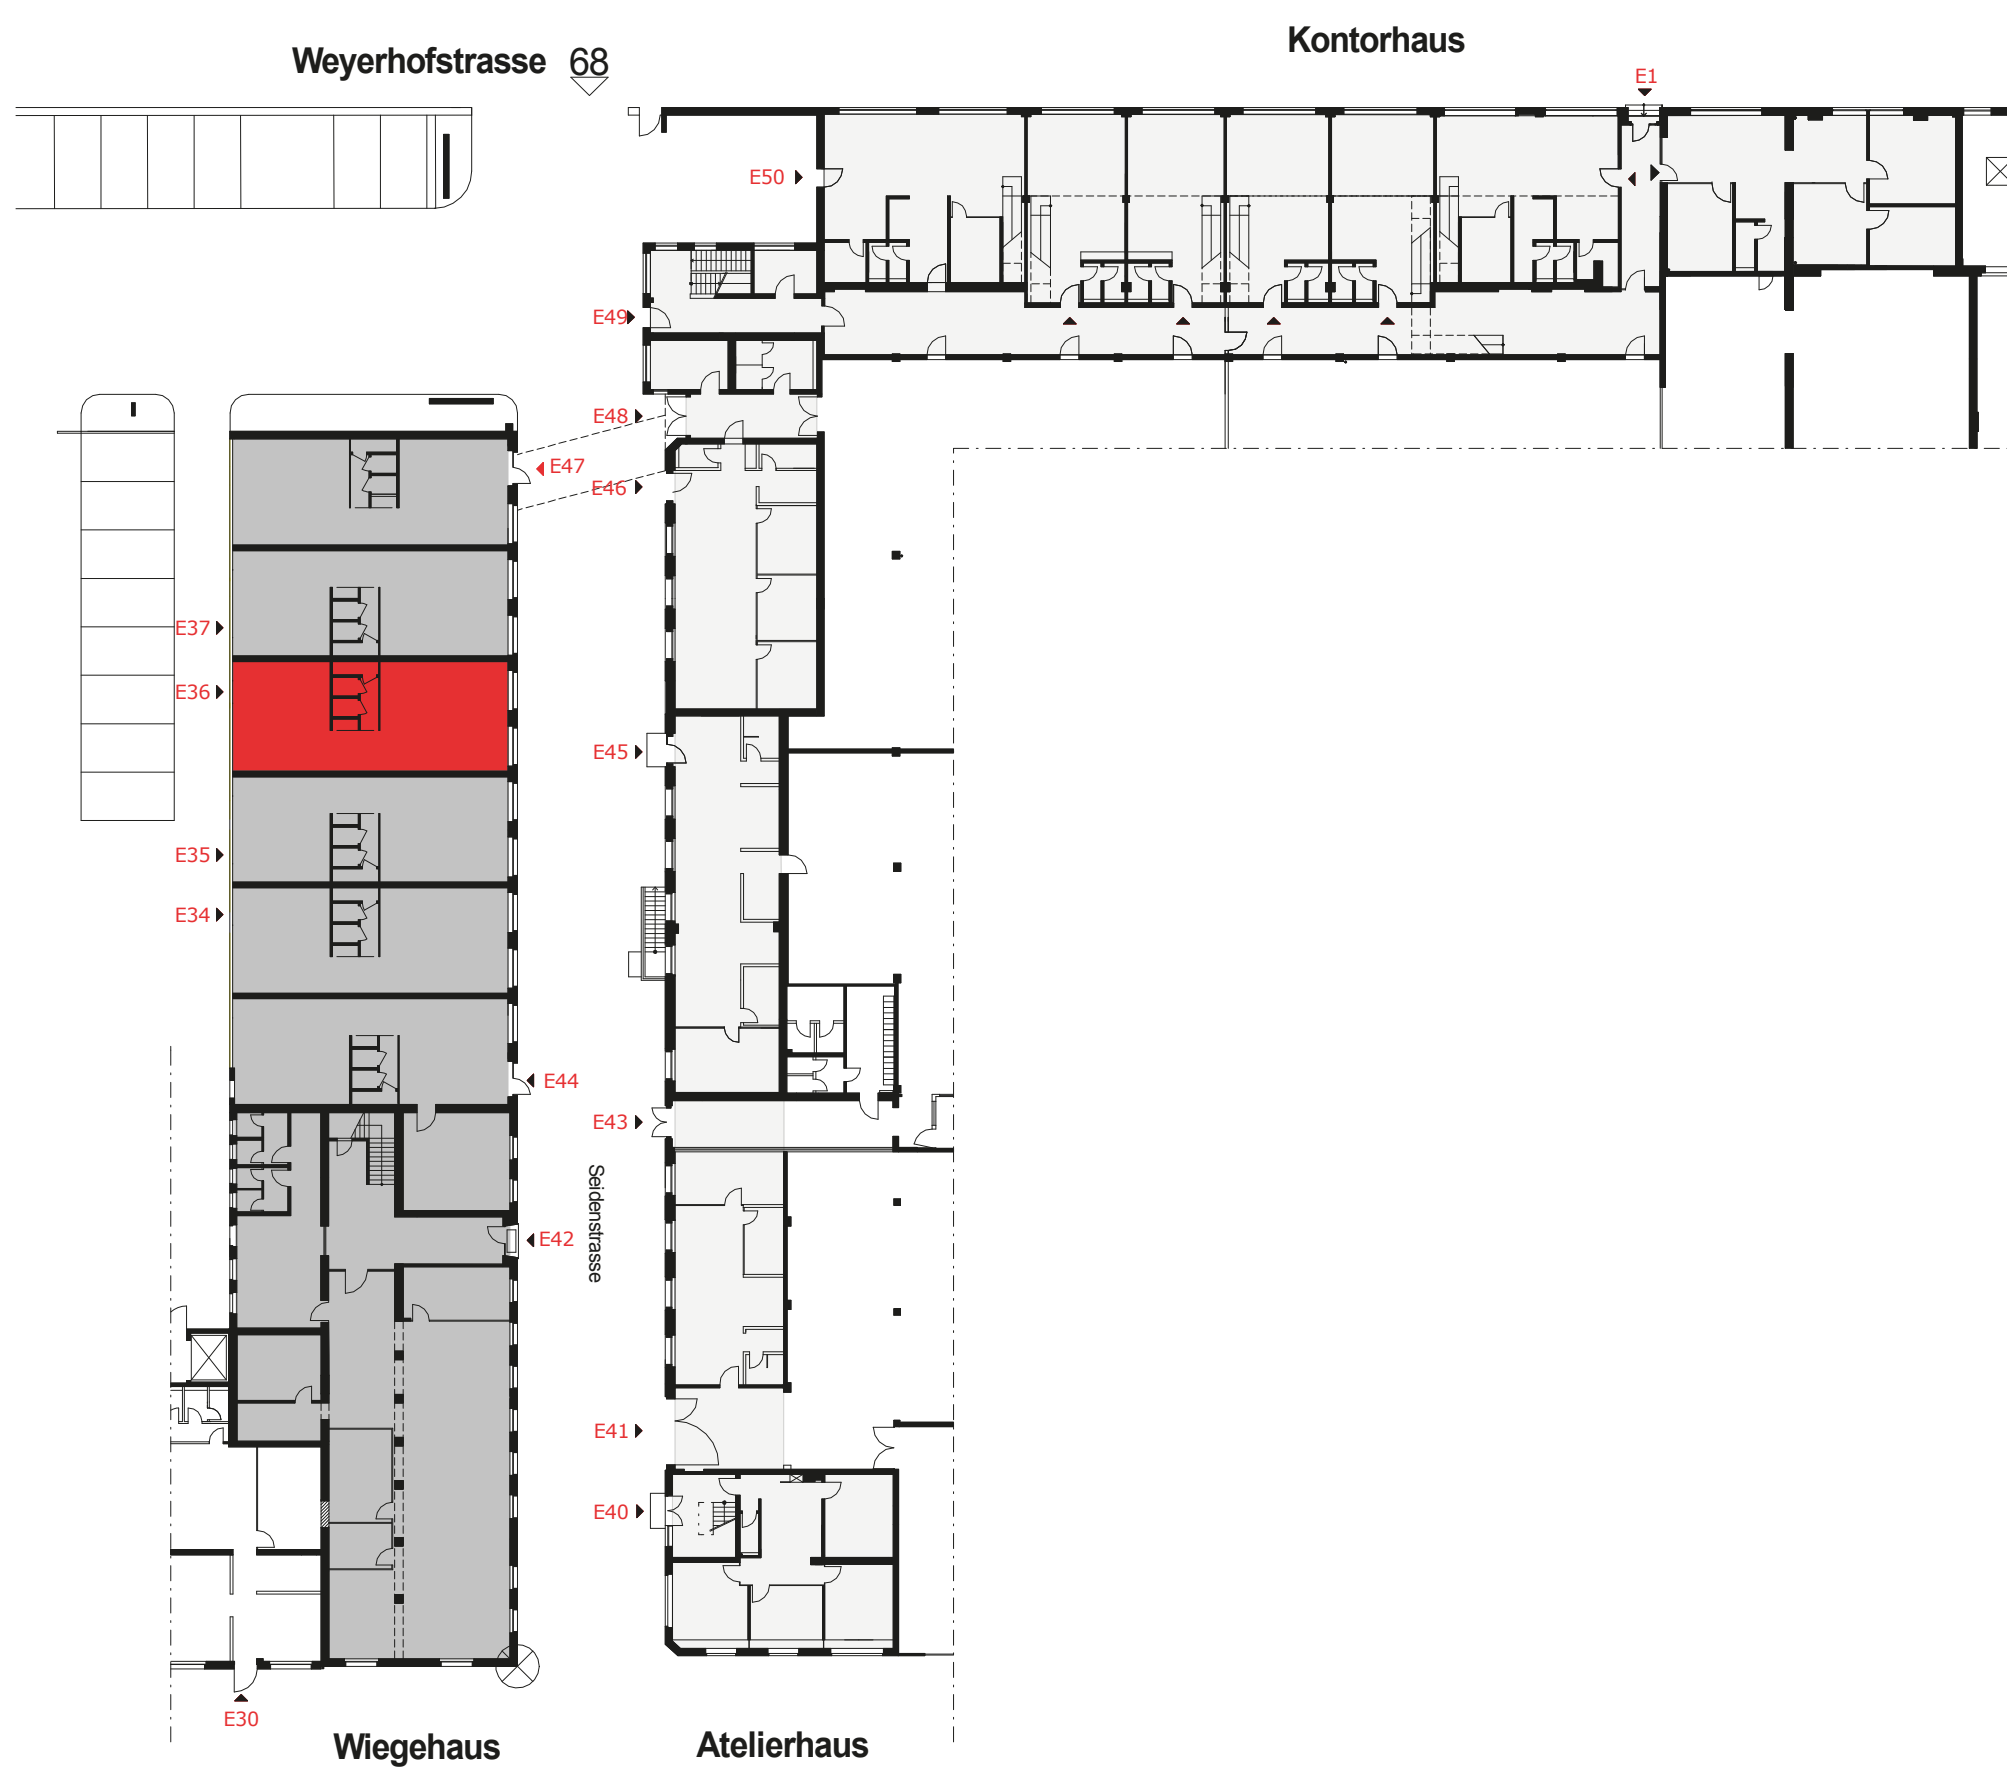 Kontorhaus
Weyerhofstrasse 68
E1
E50
E49
E48
E47
E46
E37
E36
E45
E35
E34
E44
E43
Seidenstrasse
E42
E41
E40
E30
Wiegehaus
Atelierhaus